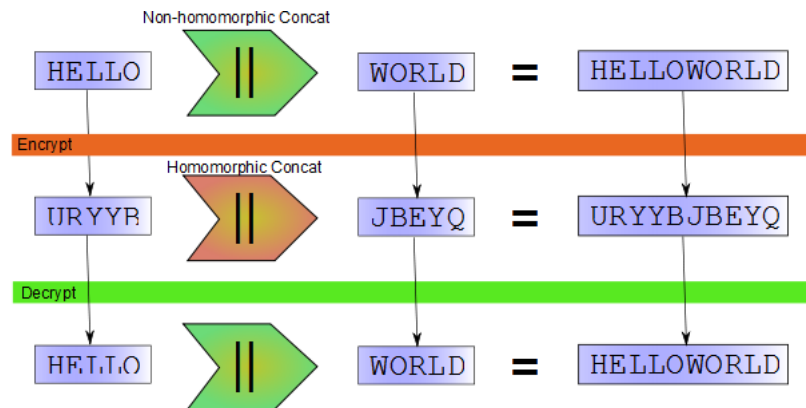 Non-homomorphic Concat
HELLO || WORLD = HELLOWORLD
Encrypt
Homomorphic Concat
URYYB || JBEYQ = URYYBJBEYQ
Decrypt
HELLO || WORLD = HELLOWORLD